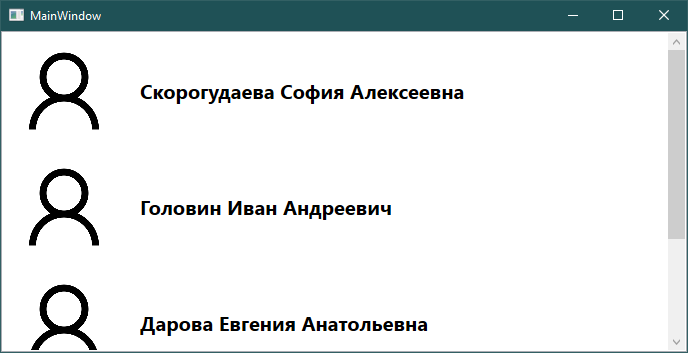 MainWindow
Скорогудаева София Алексеевна
Головин Иван Андреевич
Дарова Евгения Анатольевна